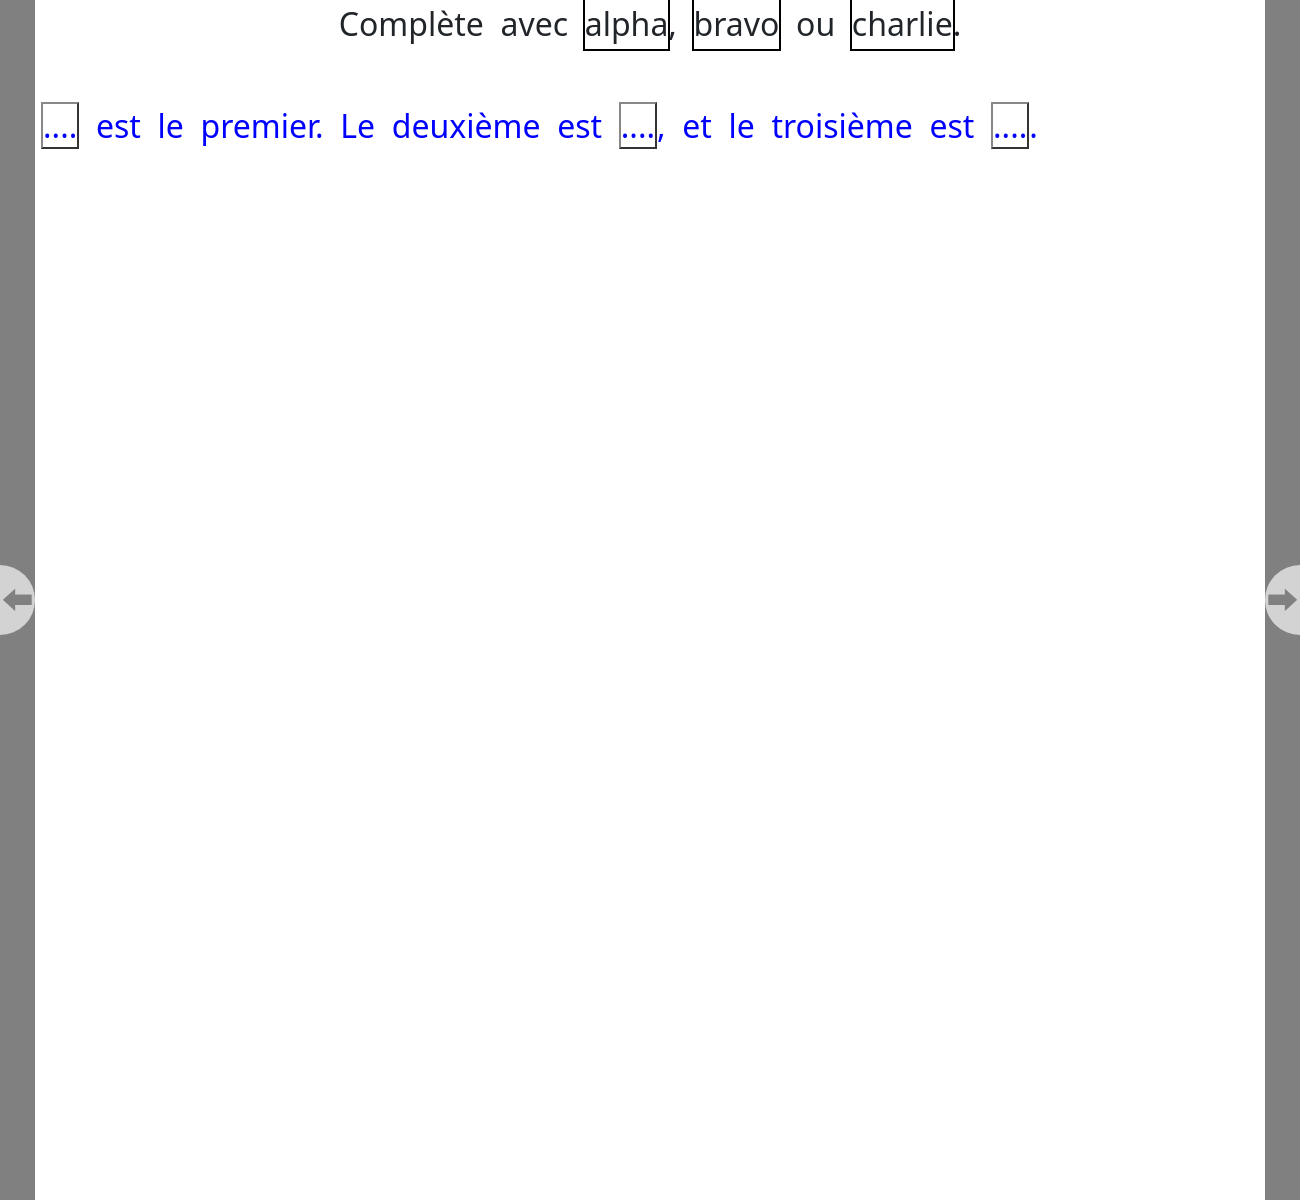 Complète avec alpha, bravo ou charlie.
.... est le premier. Le deuxième est ...., et le troisième est .....